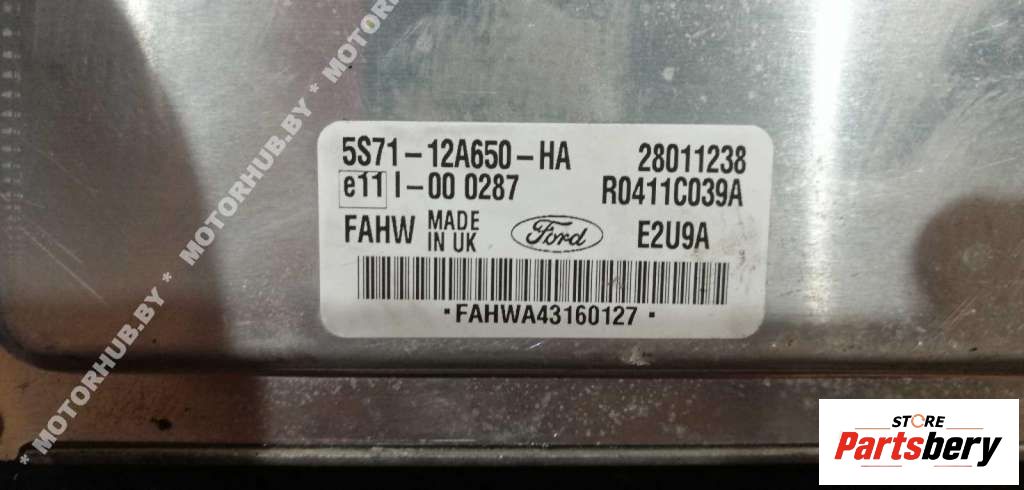 5S71-12A650-HA 28011238
e11 I-00 0287 R0411C039A
FAHW MADE IN UK Ford E2U9A
•FAHWA43160127•
* MOTORHUB.BY * MOTORHUB.BY * MOTORHUB.BY *
STORE
Partsbery